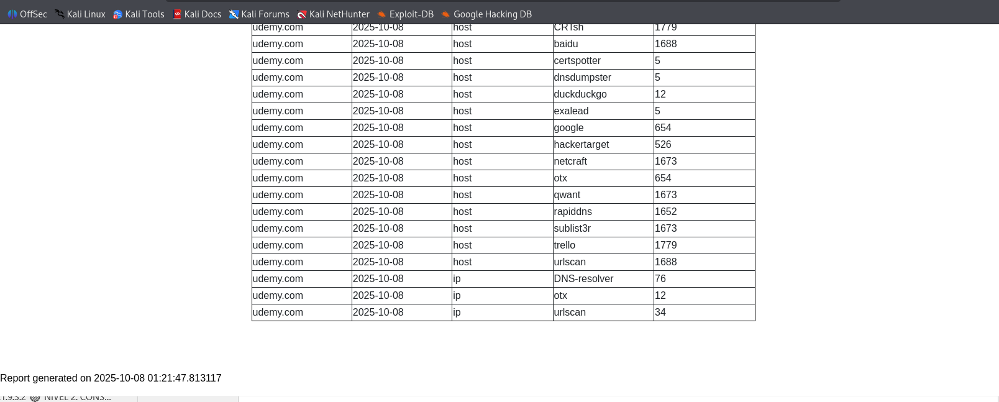 OffSec Kali Linux Kali Tools Kali Docs Kali Forums Kali NetHunter Exploit-DB Google Hacking DB
udemy.com 2025-10-08 host CRTsh 1779
udemy.com 2025-10-08 host baidu 1688
udemy.com 2025-10-08 host certspotter 5
udemy.com 2025-10-08 host dnsdumpster 5
udemy.com 2025-10-08 host duckduckgo 12
udemy.com 2025-10-08 host exalead 5
udemy.com 2025-10-08 host google 654
udemy.com 2025-10-08 host hackertarget 526
udemy.com 2025-10-08 host netcraft 1673
udemy.com 2025-10-08 host otx 654
udemy.com 2025-10-08 host qwant 1673
udemy.com 2025-10-08 host rapiddns 1652
udemy.com 2025-10-08 host sublist3r 1673
udemy.com 2025-10-08 host trello 1779
udemy.com 2025-10-08 host urlscan 1688
udemy.com 2025-10-08 ip DNS-resolver 76
udemy.com 2025-10-08 ip otx 12
udemy.com 2025-10-08 ip urlscan 34
Report generated on 2025-10-08 01:21:47.813117
NIVEL 2. CONS...